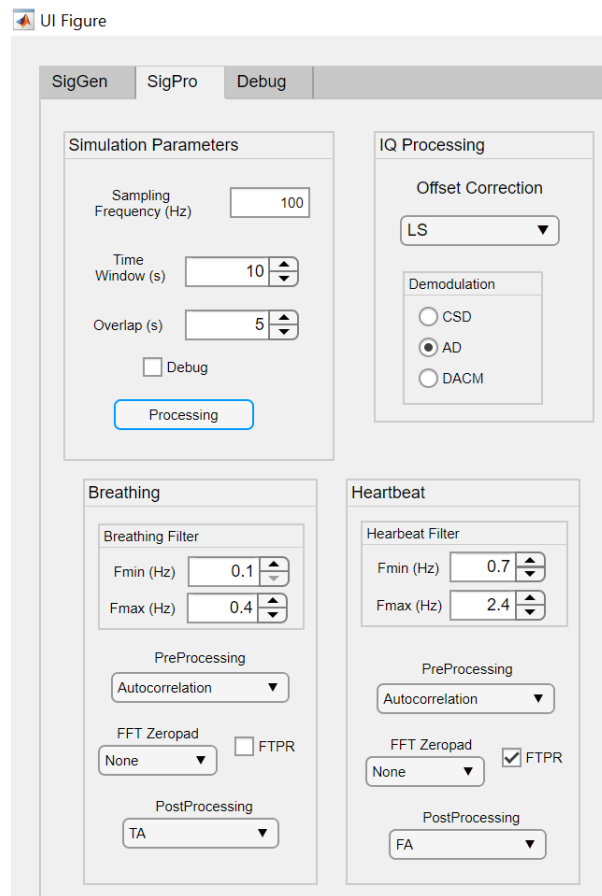 UI Figure
SigGen
SigPro
Debug
Simulation Parameters
Sampling
Frequency (Hz)
100
Time
Window (s)
10
Overlap (s)
5
Debug
Processing
IQ Processing
Offset Correction
LS
Demodulation
CSD
AD
DACM
Breathing
Breathing Filter
Fmin (Hz)
0.1
Fmax (Hz)
0.4
PreProcessing
Autocorrelation
FFT Zeropad
None
FTPR
PostProcessing
TA
Heartbeat
Hearbeat Filter
Fmin (Hz)
0.7
Fmax (Hz)
2.4
PreProcessing
Autocorrelation
FFT Zeropad
None
FTPR
PostProcessing
FA